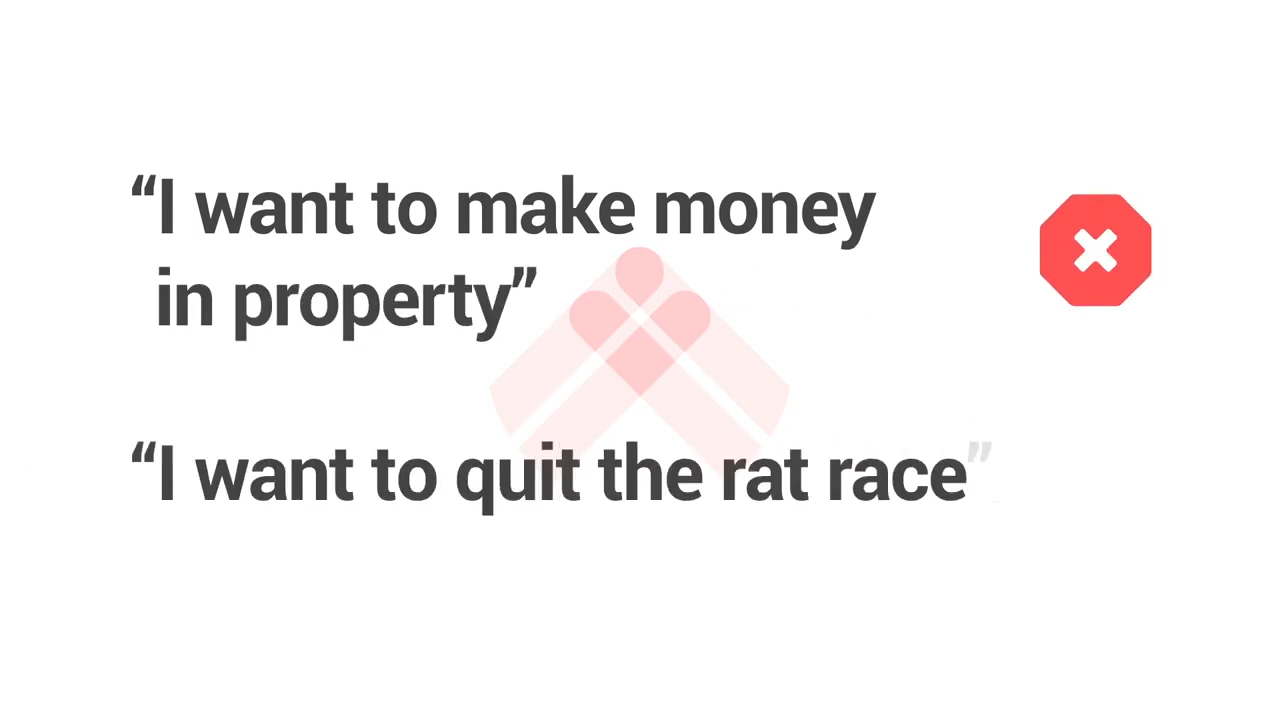 “I want to make money
in property”
“I want to quit the rat race”